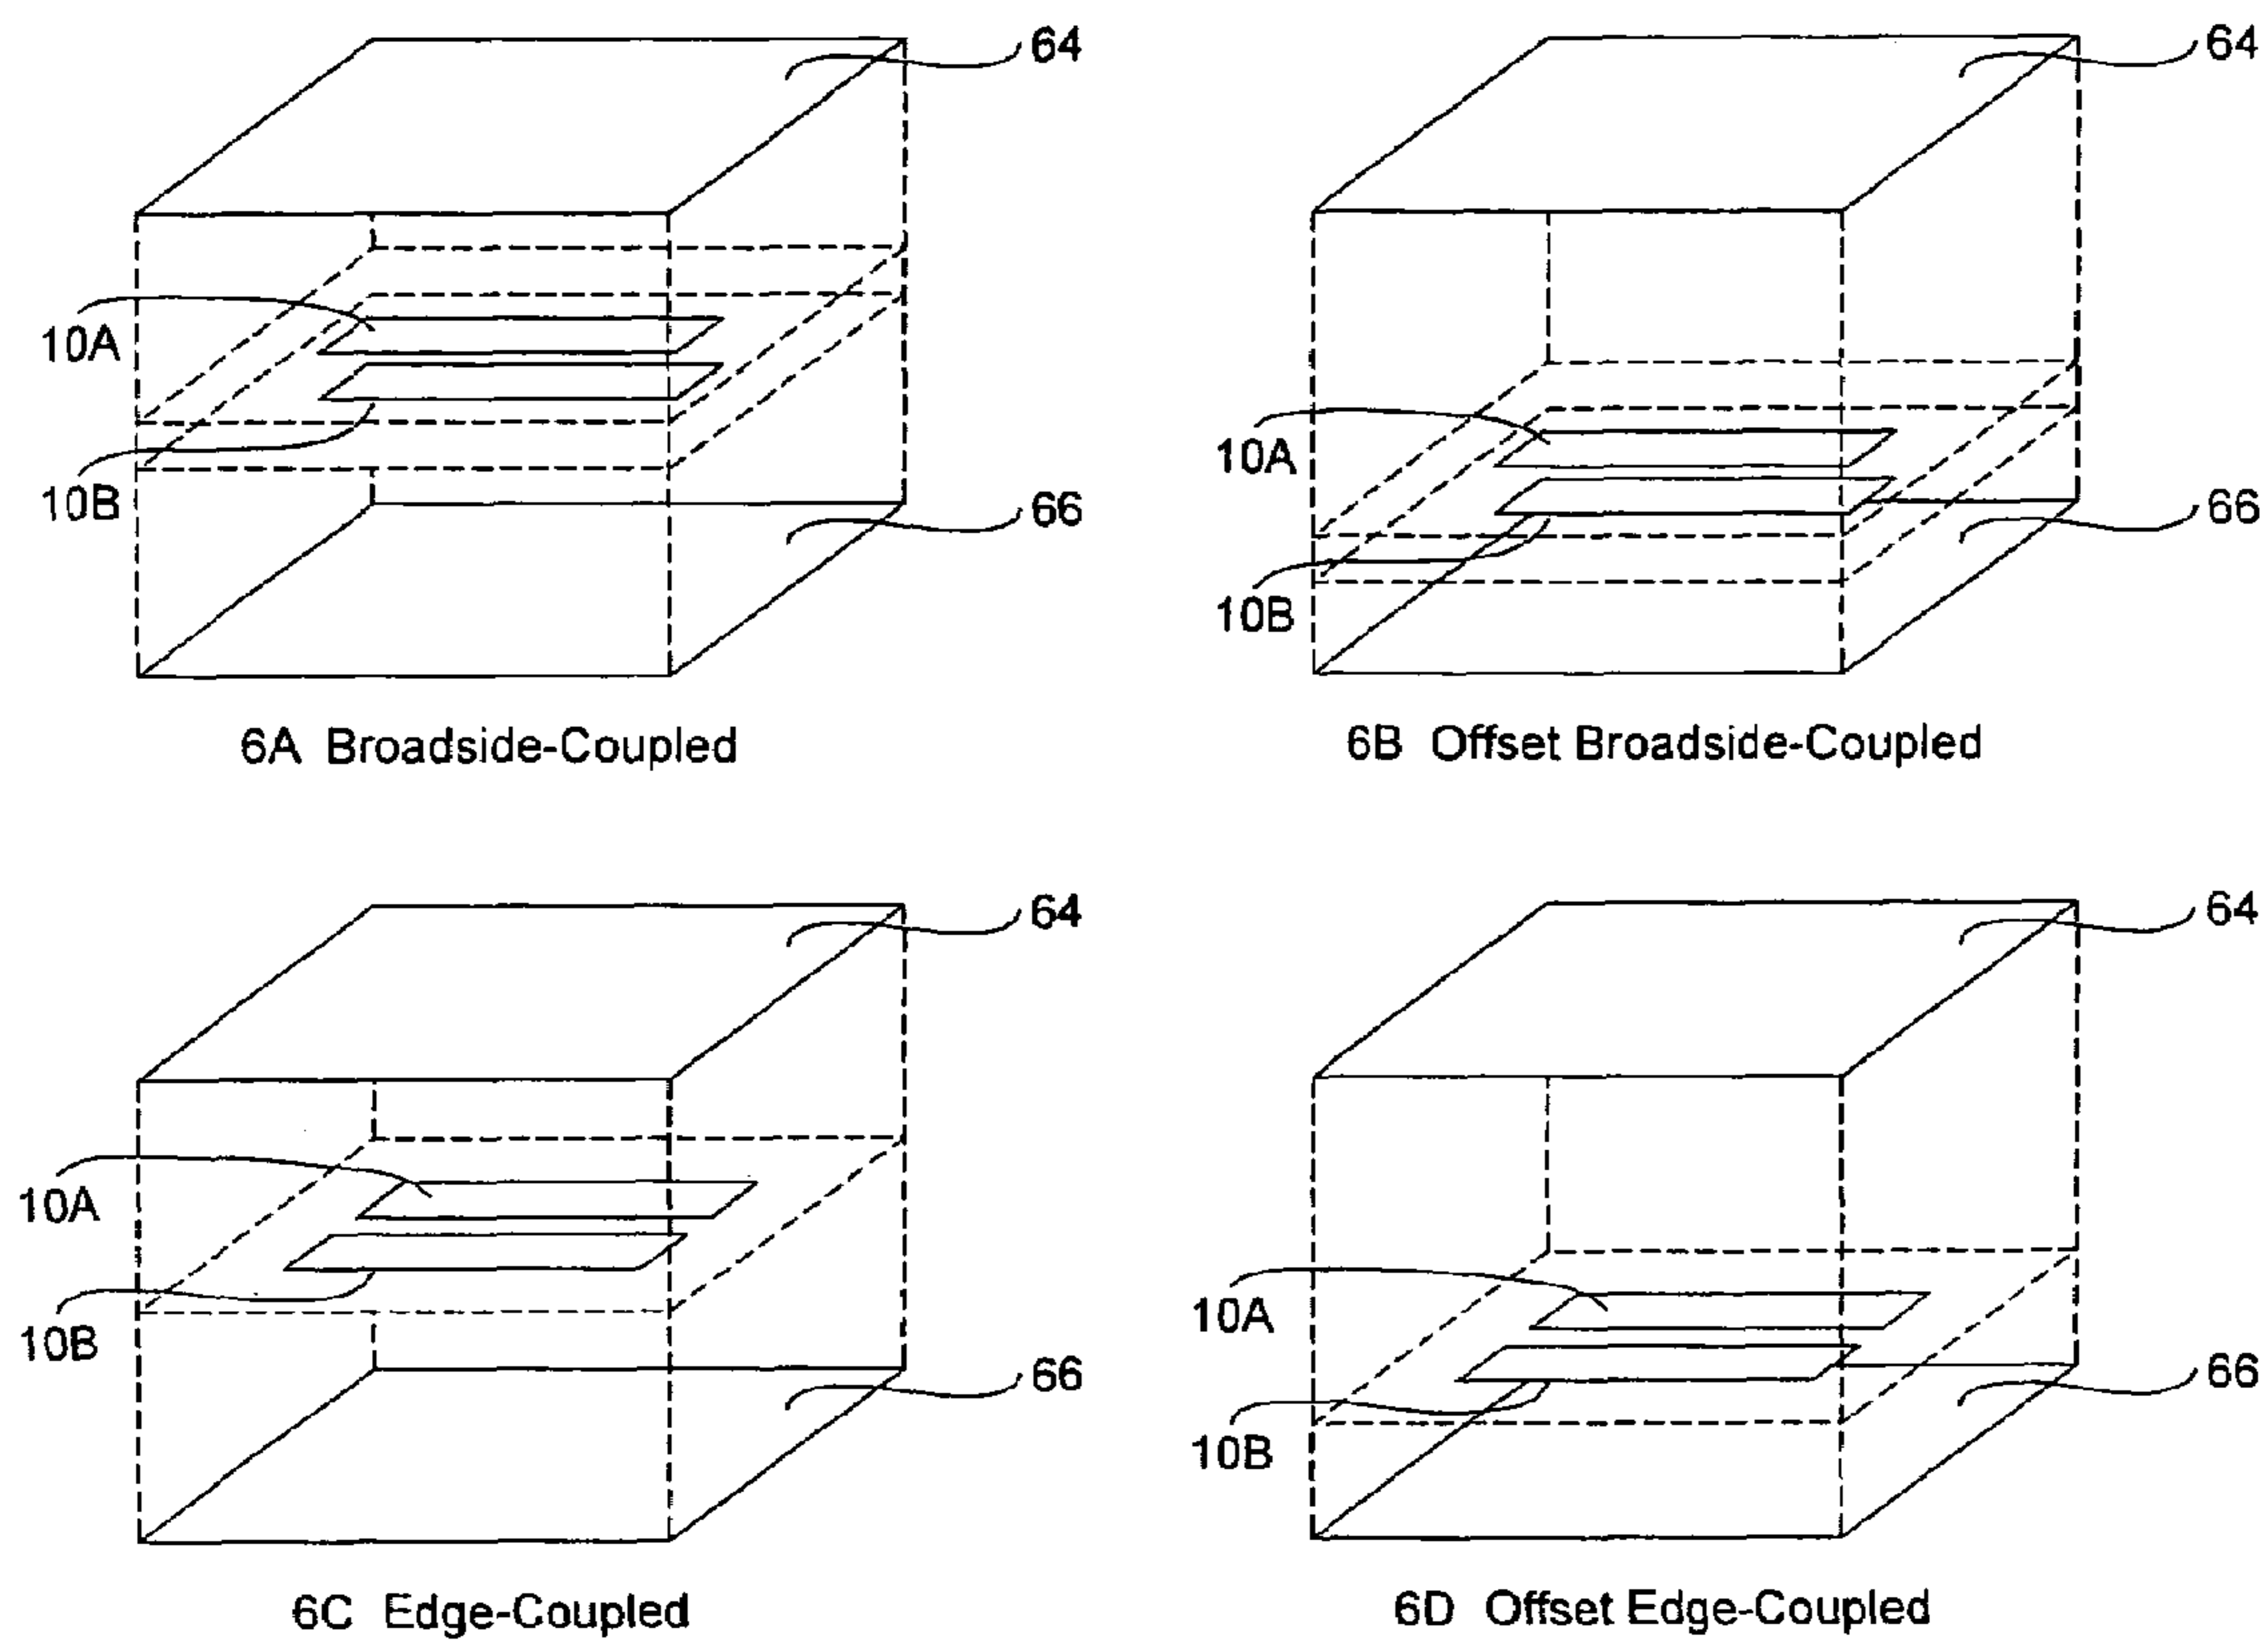 64
64
10A
10A
10B
66
66
10B
6A Broadside-Coupled
6B Offset Broadside-Coupled
64
64
10A
10A
10B
66
66
10B
6C Edge-Coupled
6D Offset Edge-Coupled